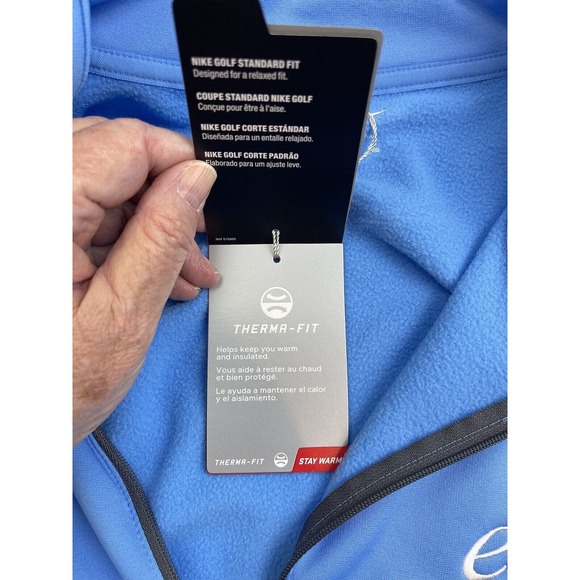 NIKE GOLF STANDARD FIT
Designed for a relaxed fit.
COUPE STANDARD NIKE GOLF
Conçue pour être à l'aise.
NIKE GOLF CORTE ESTÁNDAR
Diseñada para un entalle relajado.
NIKE GOLF CORTE PADRÃO
Elaborado para um ajuste leve.
THERMA-FIT
Helps keep you warm
and insulated.
Vous aide à rester au chaud
et bien protégé.
Le ayuda a mantener el calor
y el aislamiento.
THERMA-FIT
STAY WARM
e